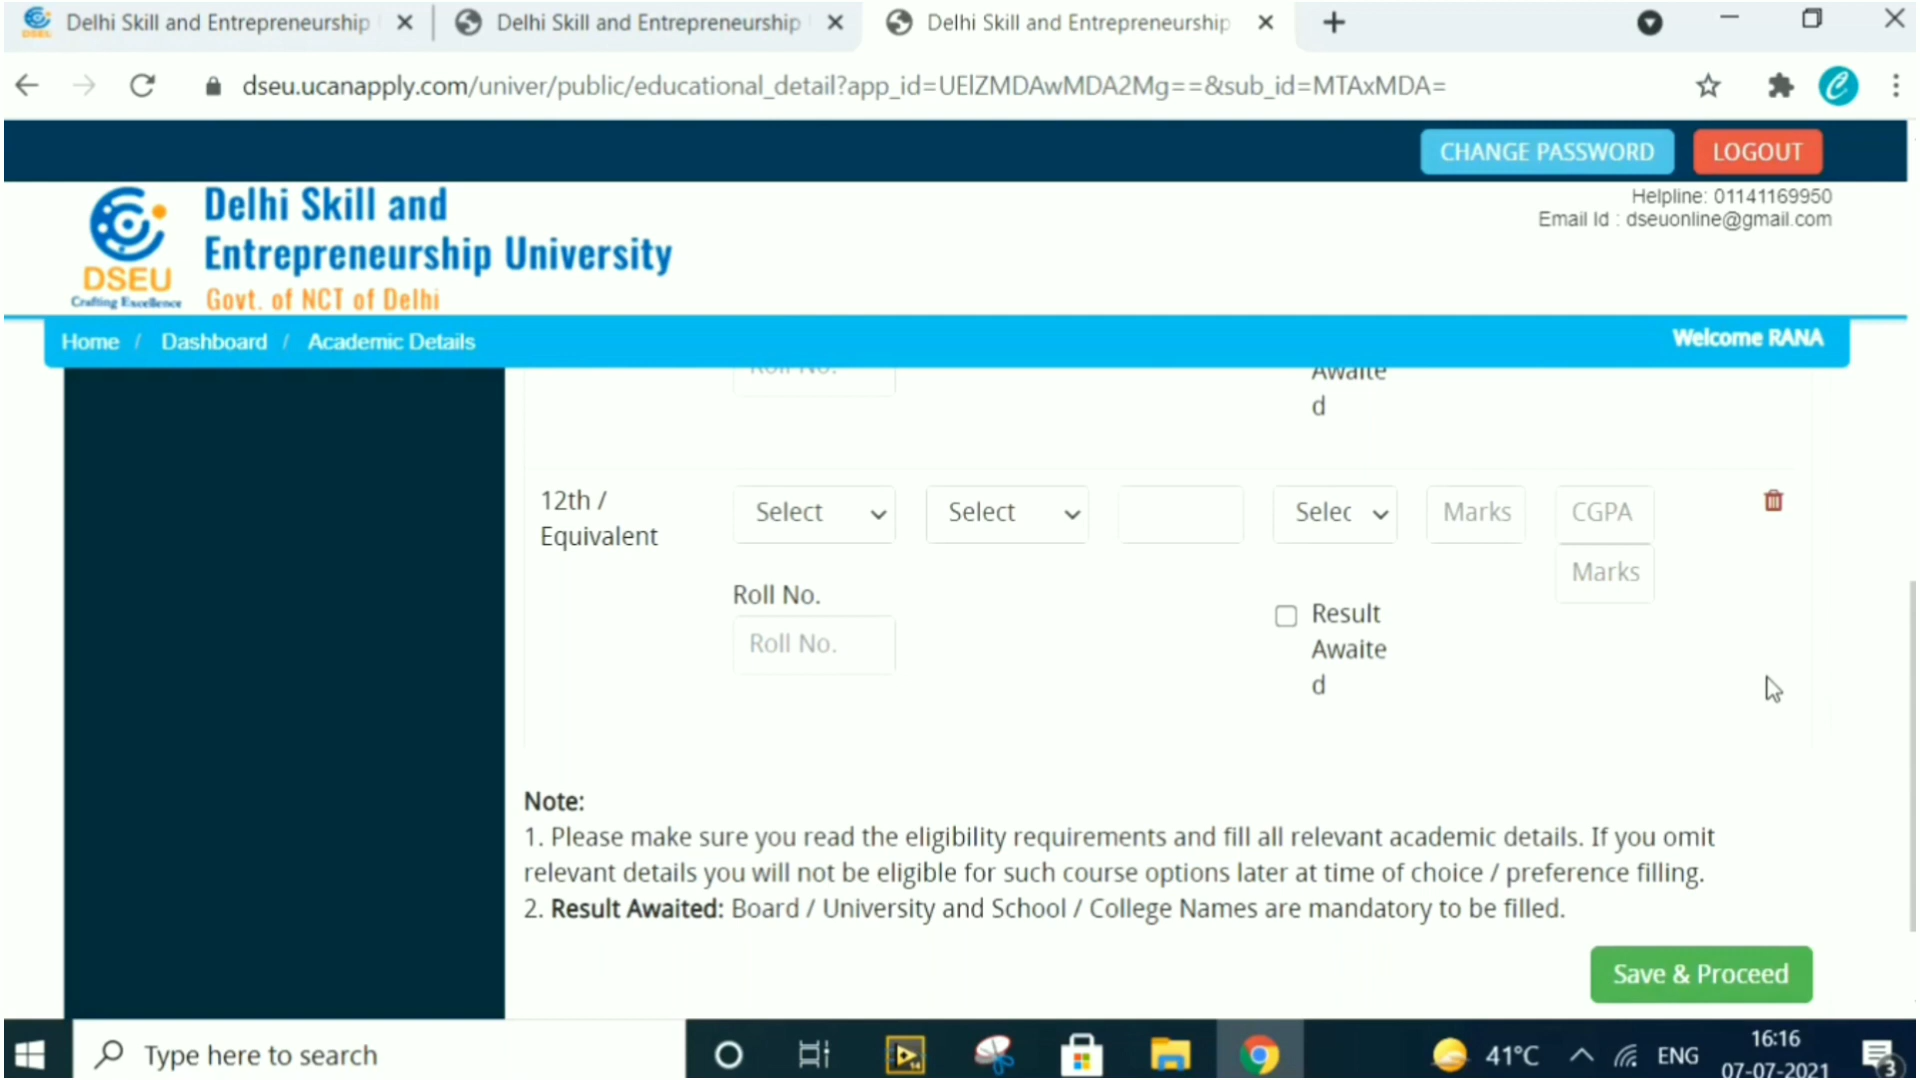 Delhi Skill and Entrepreneurship
Delhi Skill and Entrepreneurship
Delhi Skill and Entrepreneurship
dseu.ucanapply.com/univer/public/educational_detail?app_id=UElZMDAwMDA2Mg==&sub_id=MTAxMDA=
CHANGE PASSWORD LOGOUT
Delhi Skill and
Entrepreneurship University
Govt. of NCT of Delhi
DSEU
Crafting Excellence
Helpline: 01141169950
Email Id : dseuonline@gmail.com
Home / Dashboard / Academic Details Welcome RANA
Roll No. Awaite
d
12th /
Equivalent
Select Select Selec Marks CGPA
Marks
Roll No.
Roll No.
Result
Awaite
d
Note:
1. Please make sure you read the eligibility requirements and fill all relevant academic details. If you omit
relevant details you will not be eligible for such course options later at time of choice / preference filling.
2. Result Awaited: Board / University and School / College Names are mandatory to be filled.
Save & Proceed
Type here to search
41°C ENG
16:16
07-07-2021
3